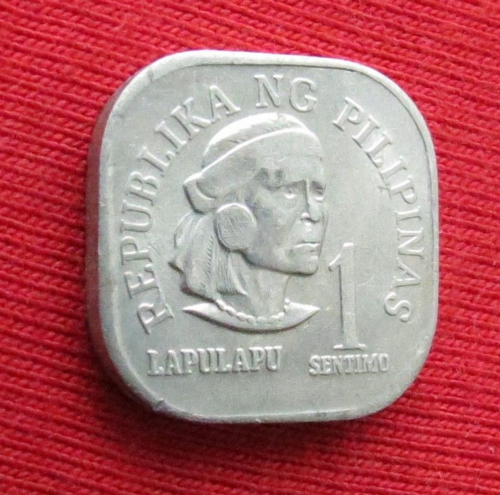 REPUBLIKA NG PILIPINAS
1
LAPULAPU SENTIMO